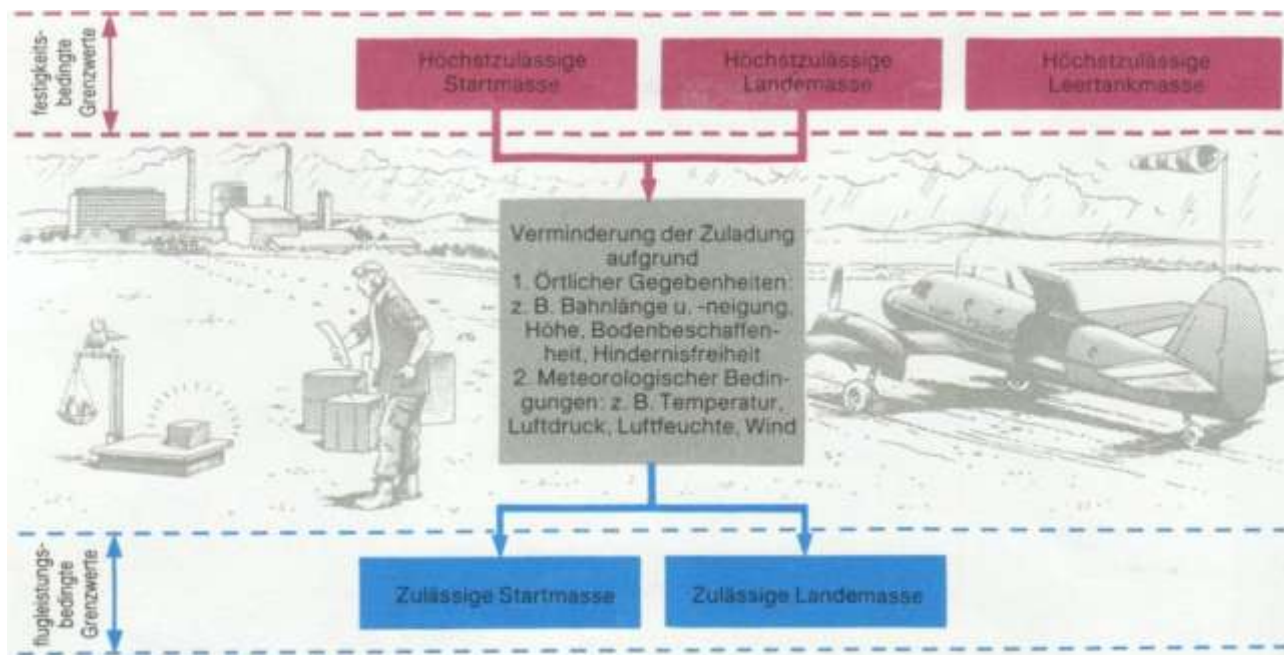 festigkeits-
bedingte
Grenzwerte
Höchstzulässige
Startmasse
Höchstzulässige
Landemasse
Höchstzulässige
Leertankmasse
Verminderung der Zuladung
aufgrund
1. Örtlicher Gegebenheiten:
z. B. Bahnlänge u. -neigung,
Höhe, Bodenbeschaffen-
heit, Hindernisfreiheit
2. Meteorologischer Bedin-
gungen: z. B. Temperatur,
Luftdruck, Luftfeuchte, Wind
flugleistungs-
bedingte
Grenzwerte
Zulässige Startmasse
Zulässige Landemasse